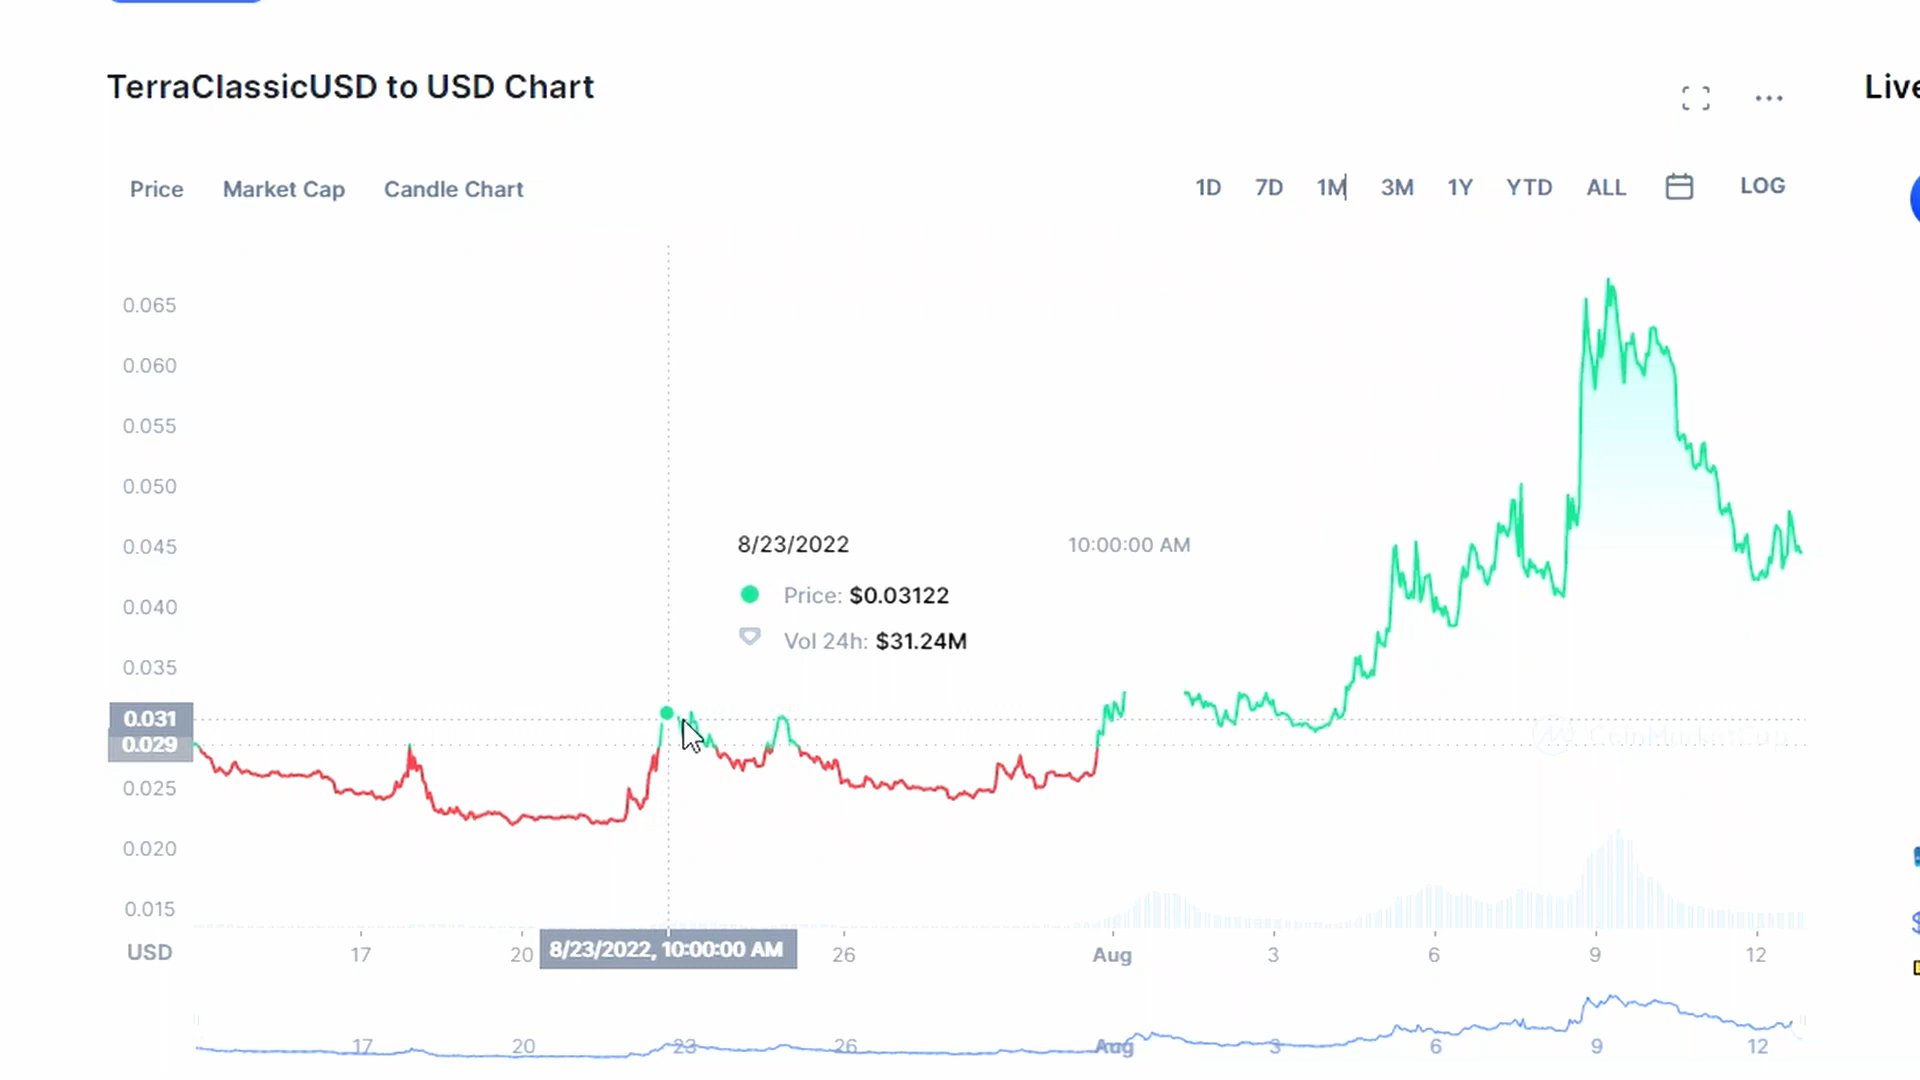 TerraClassicUSD to USD Chart
Live
Price Market Cap Candle Chart
1D 7D 1M 3M 1Y YTD ALL LOG
0.065
0.060
0.055
0.050
0.045
0.040
0.035
0.031
0.029
0.025
0.020
0.015
8/23/2022 10:00:00 AM
Price: $0.03122
Vol 24h: $31.24M
CoinMarketCap
USD 17 20 8/23/2022, 10:00:00 AM 26 Aug 3 6 9 12
17 20 23 26 Aug 3 6 9 12